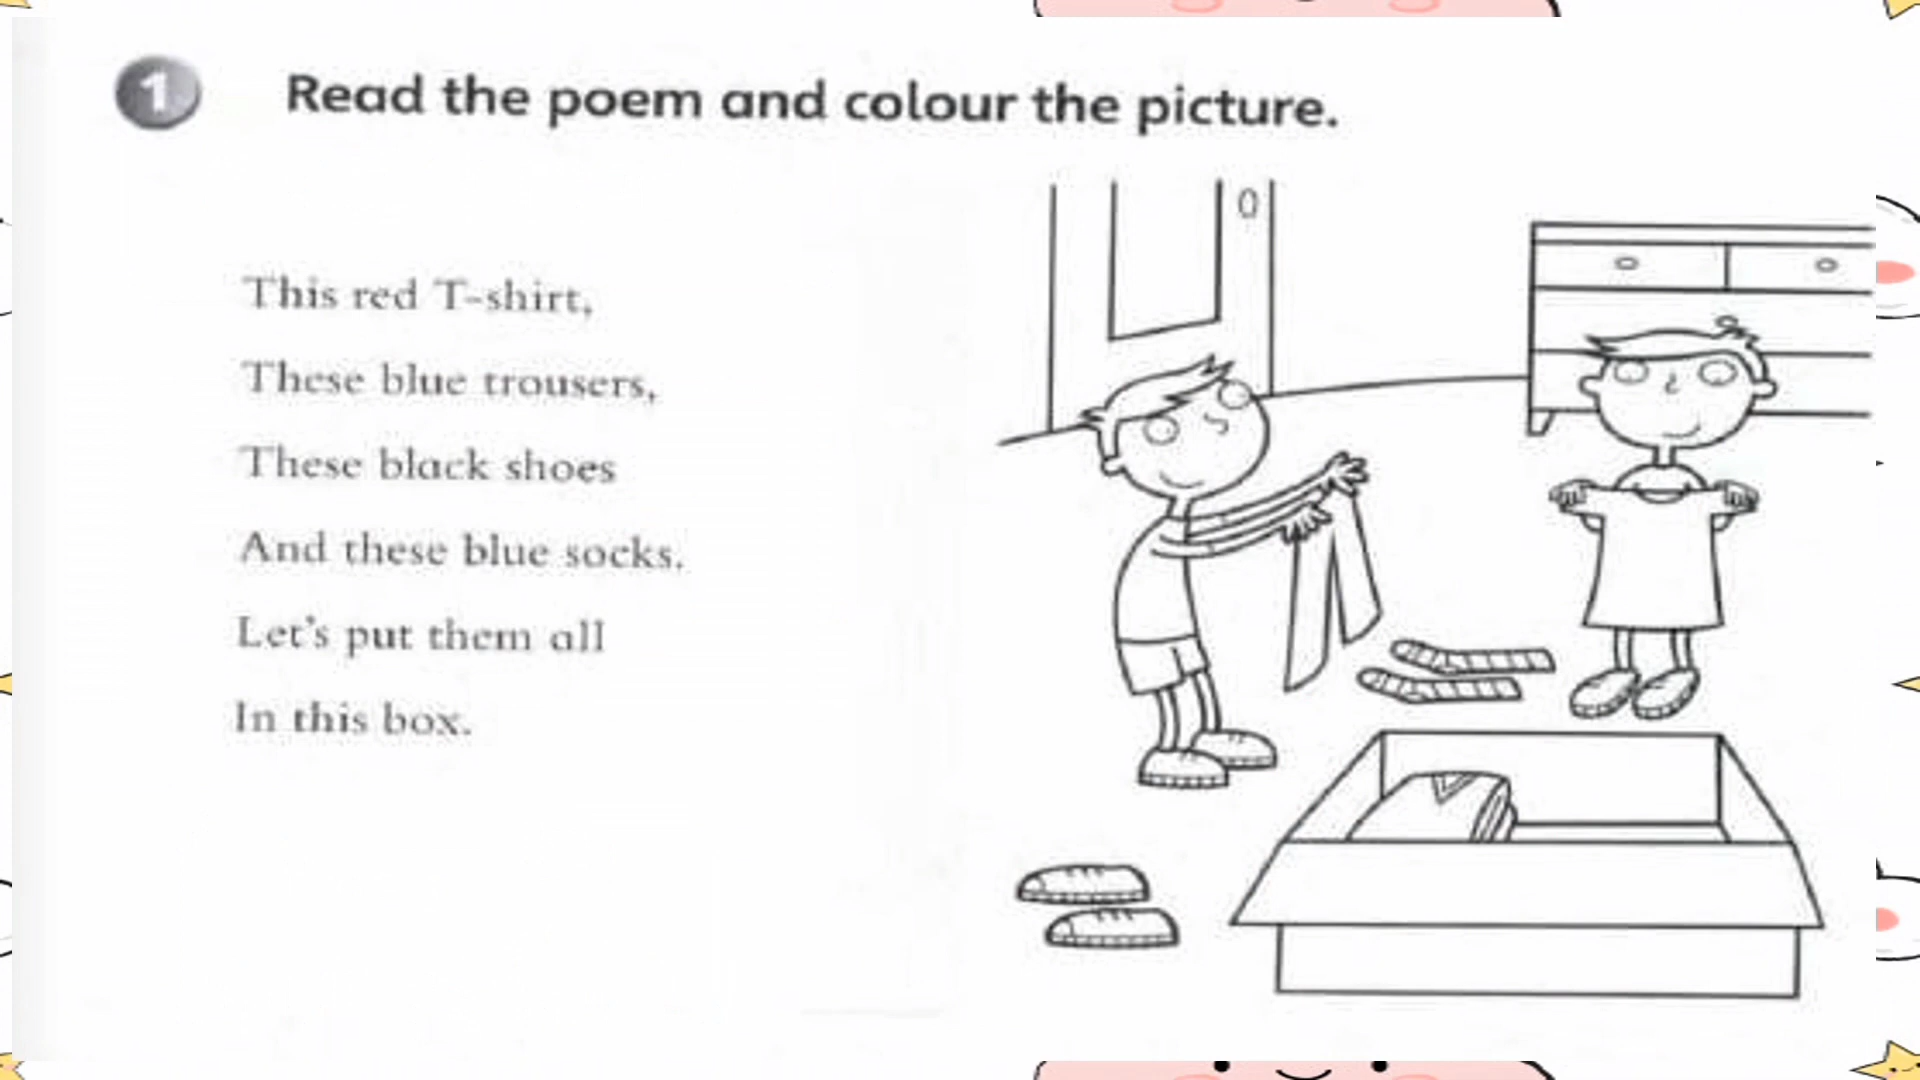 1 Read the poem and colour the picture.
This red T-shirt,
These blue trousers,
These black shoes
And these blue socks.
Let's put them all
In this box.